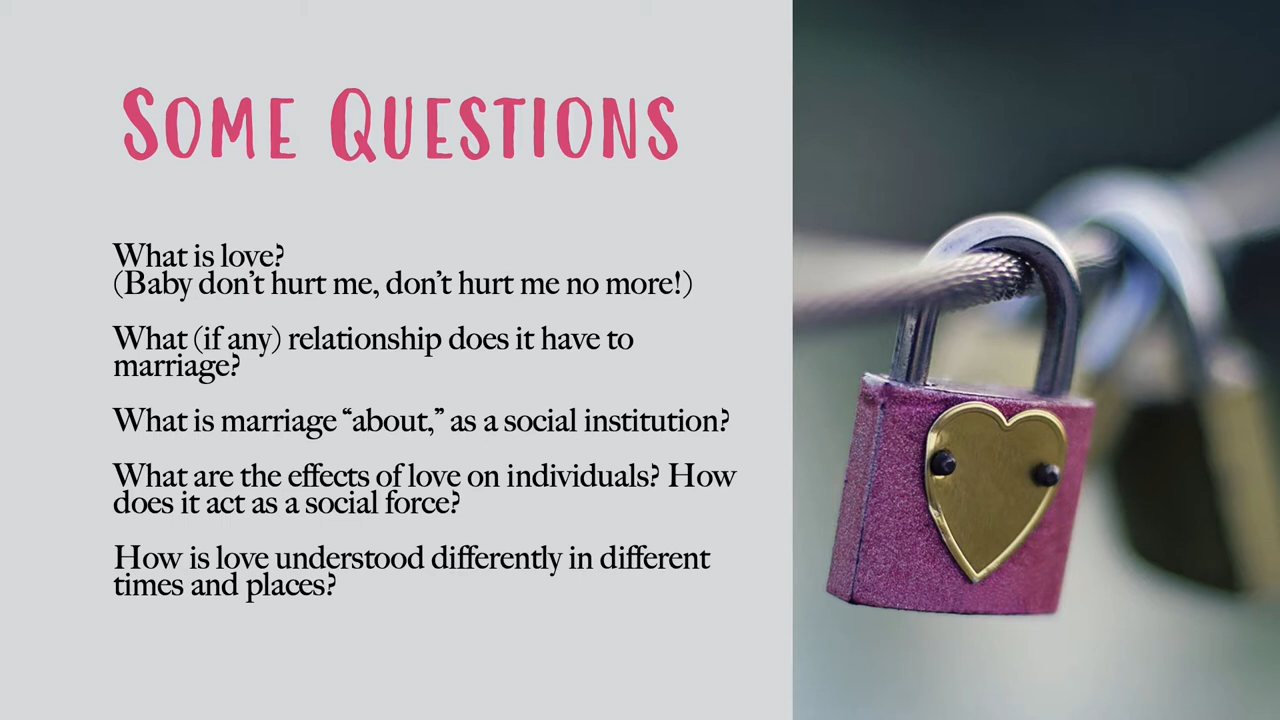 Some Questions
What is love?
(Baby don’t hurt me, don’t hurt me no more!)
What (if any) relationship does it have to
marriage?
What is marriage “about,” as a social institution?
What are the effects of love on individuals? How
does it act as a social force?
How is love understood differently in different
times and places?